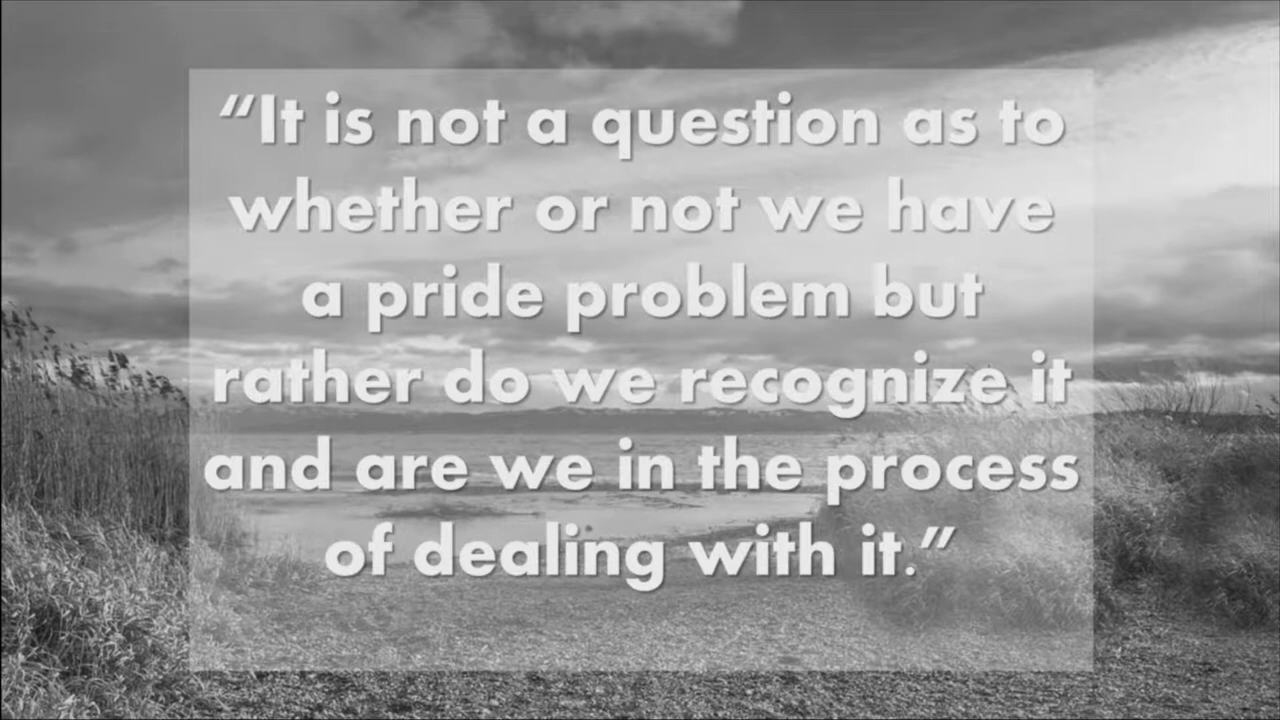 “It is not a question as to
whether or not we have
a pride problem but
rather do we recognize it
and are we in the process
of dealing with it.”